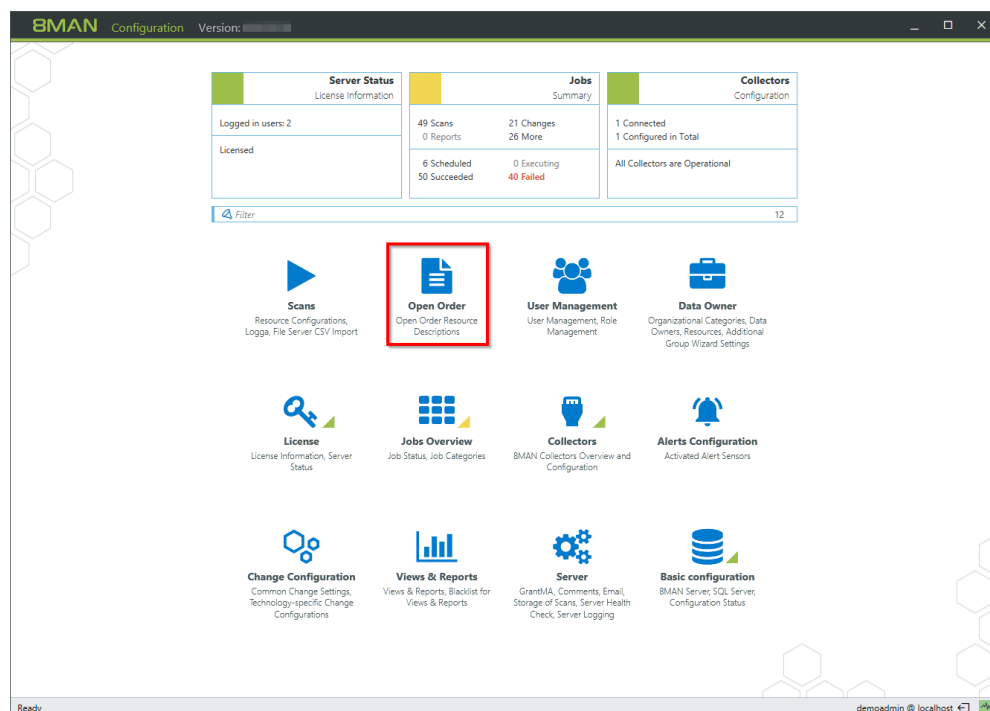 8MAN Configuration Version:
Server Status
License Information
Logged in users: 2
Licensed
Jobs
Summary
49 Scans 21 Changes
0 Reports 26 More
6 Scheduled 0 Executing
50 Succeeded 40 Failed
Collectors
Configuration
1 Connected
1 Configured in Total
All Collectors are Operational
Filter 12
Scans
Resource Configurations,
Logga, File Server CSV Import
Open Order
Open Order Resource
Descriptions
User Management
User Management, Role
Management
Data Owner
Organizational Categories, Data
Owners, Resources, Additional
Group Wizard Settings
License
License Information, Server
Status
Jobs Overview
Job Status, Job Categories
Collectors
8MAN Collectors Overview and
Configuration
Alerts Configuration
Activated Alert Sensors
Change Configuration
Common Change Settings,
Technology-specific Change
Configurations
Views & Reports
Views & Reports, Blacklist for
Views & Reports
Server
GrantMA, Comments, Email,
Storage of Scans, Server Health
Check, Server Logging
Basic configuration
8MAN Server, SQL Server,
Configuration Status
Ready demoadmin @ localhost